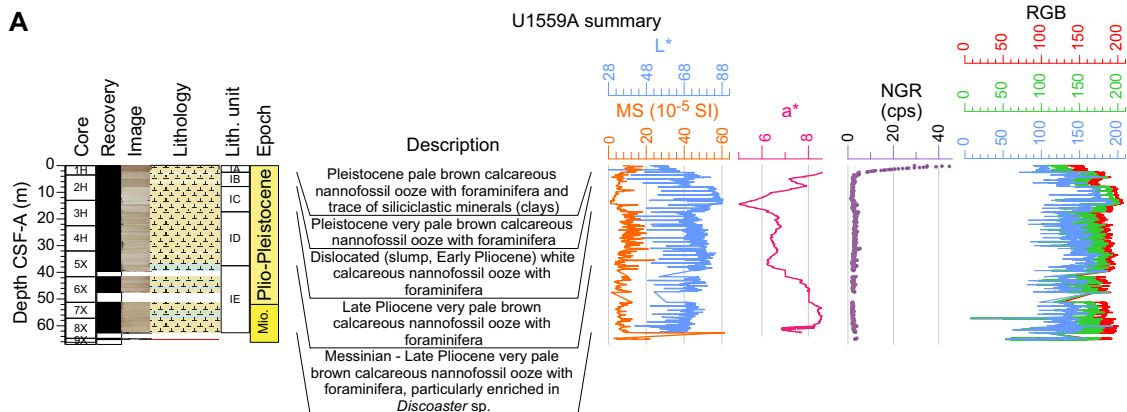 A
U1559A summary
RGB
0 50 100 150 200
L*
28 48 68 88
0 50 100 150 200
MS (10-5 SI)
0 20 40 60
a*
6 8
NGR
(cps)
0 20 40
0 50 100 150 200
Core
Recovery
Image
Lithology
Lith. unit
Epoch
Description
Depth CSF-A (m)
0
10
20
30
40
50
60
1H
2H
3H
4H
5X
6X
7X
8X
9X
IA
IB
IC
ID
IE
Plio-Pleistocene
Mio.
Pleistocene pale brown calcareous
nannofossil ooze with foraminifera and
trace of siliciclastic minerals (clays)
Pleistocene very pale brown calcareous
nannofossil ooze with foraminifera
Dislocated (slump, Early Pliocene) white
calcareous nannofossil ooze with
foraminifera
Late Pliocene very pale brown
calcareous nannofossil ooze with
foraminifera
Messinian - Late Pliocene very pale
brown calcareous nannofossil ooze with
foraminifera, particularly enriched in
Discoaster sp.